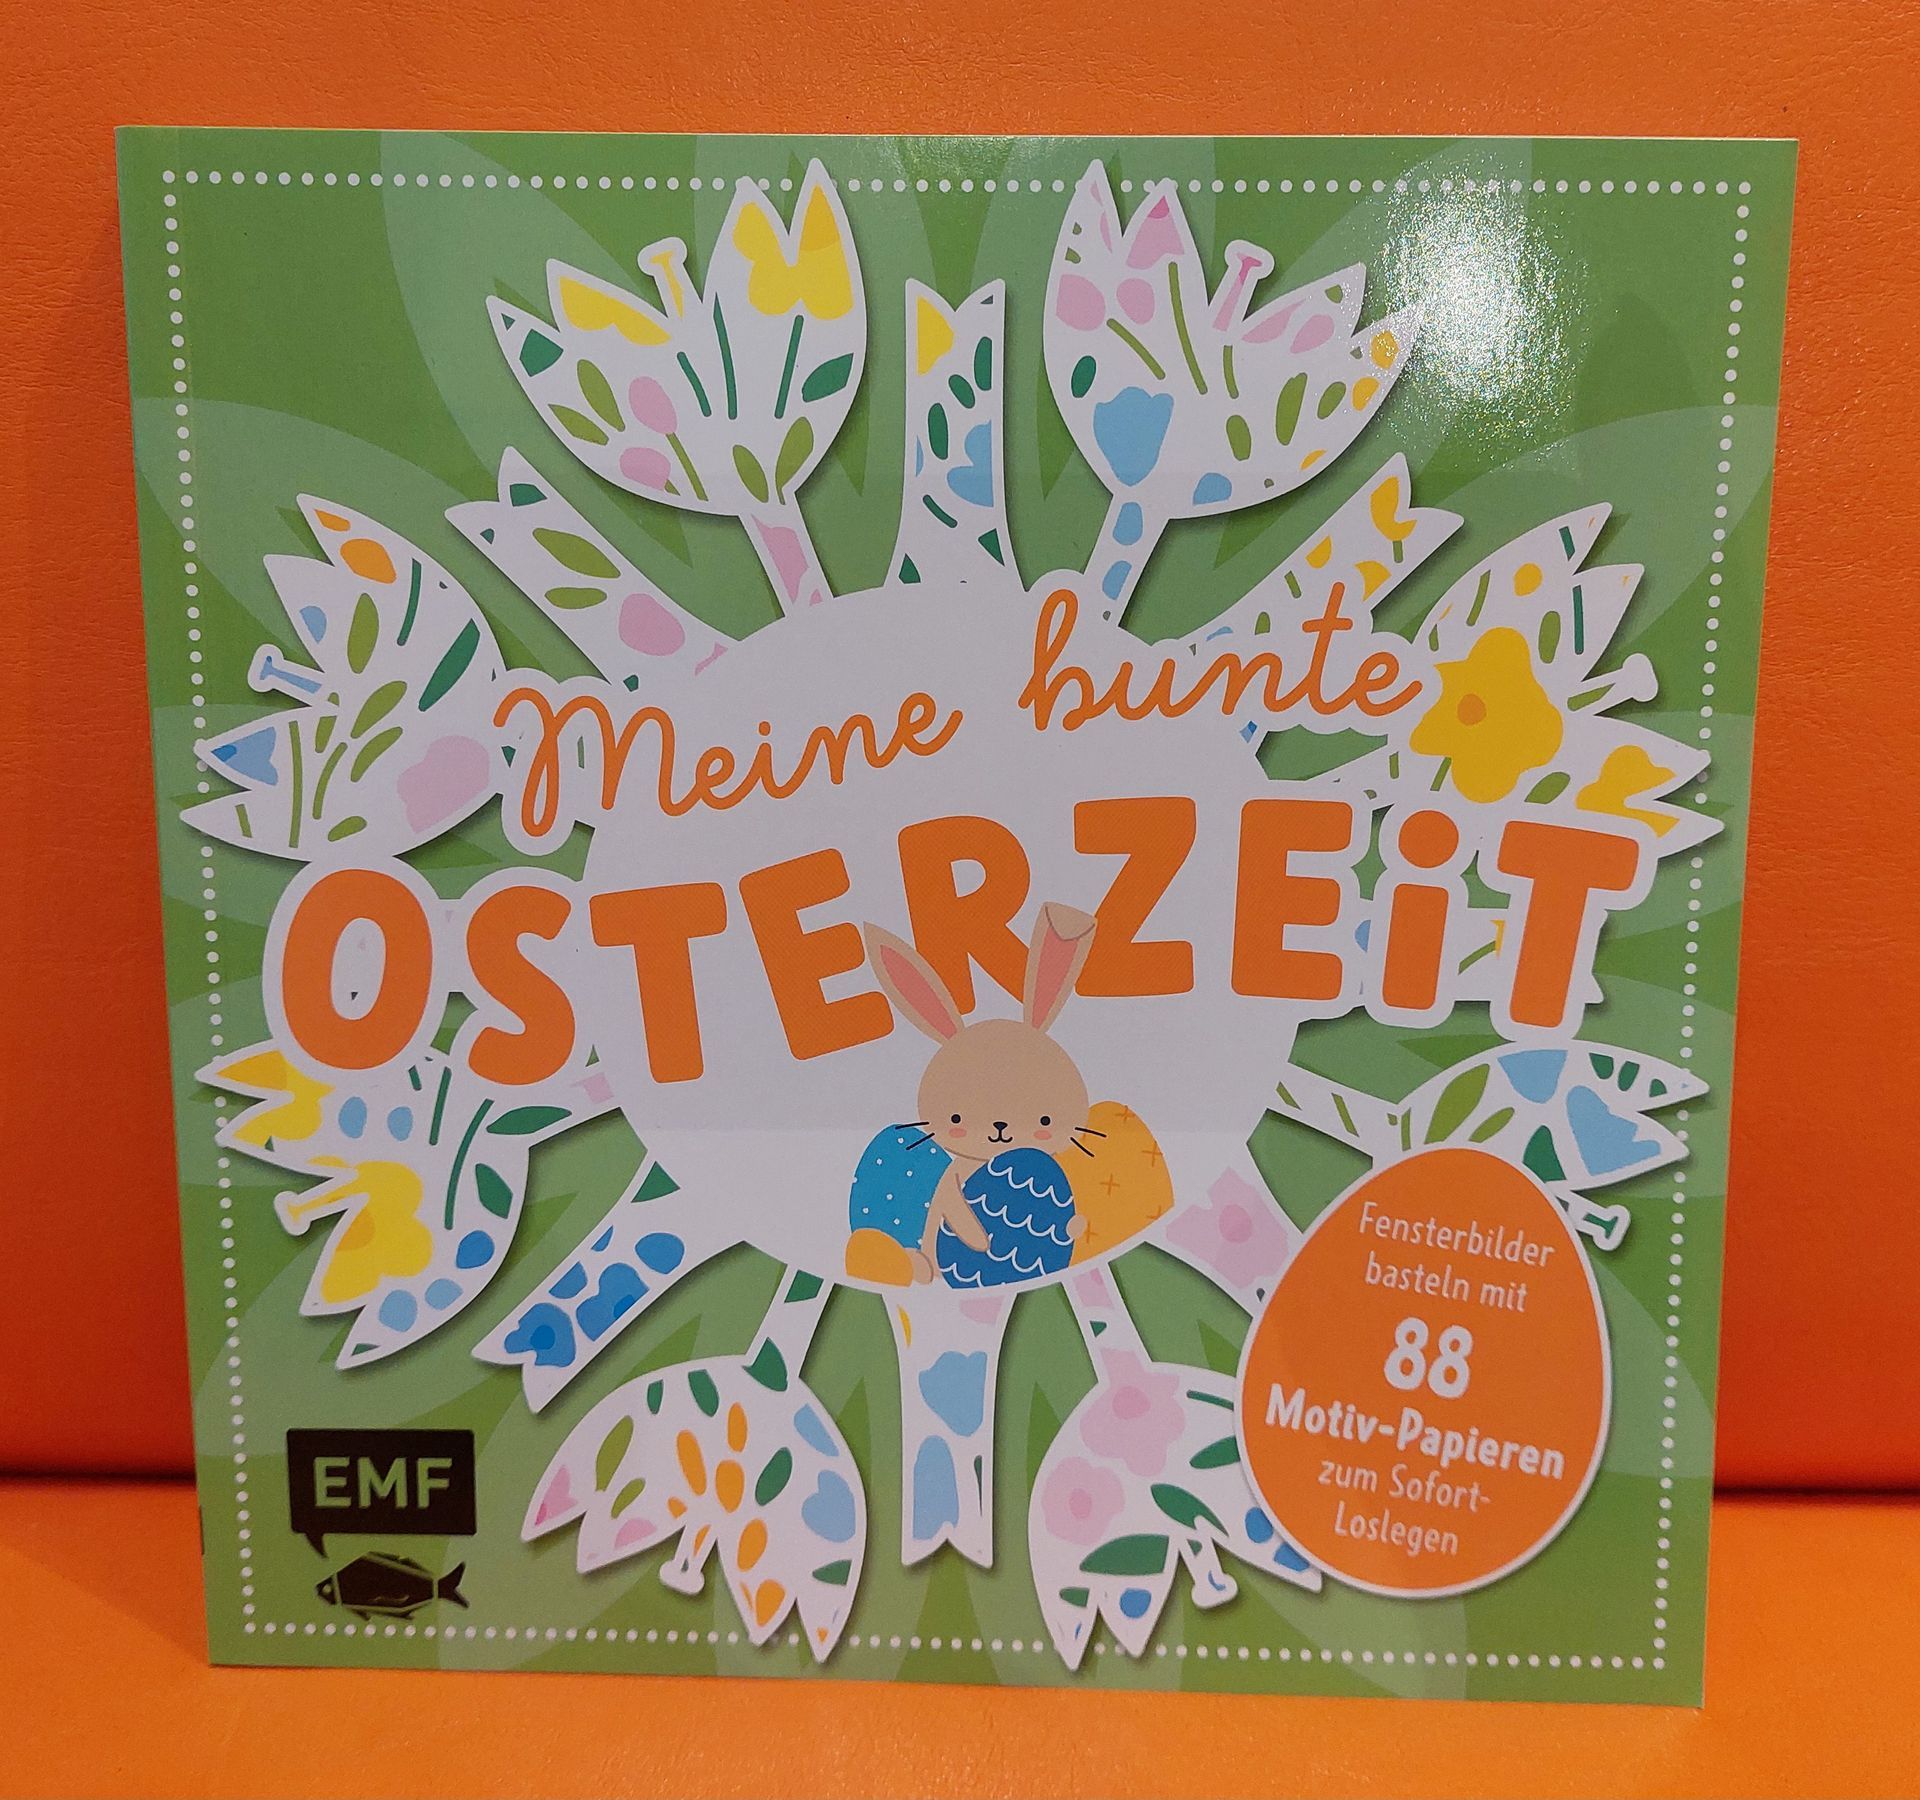 Meine bunte
OSTERZEiT
Fensterbilder
basteln mit
88
Motiv-Papieren
zum Sofort-
Loslegen
EMF